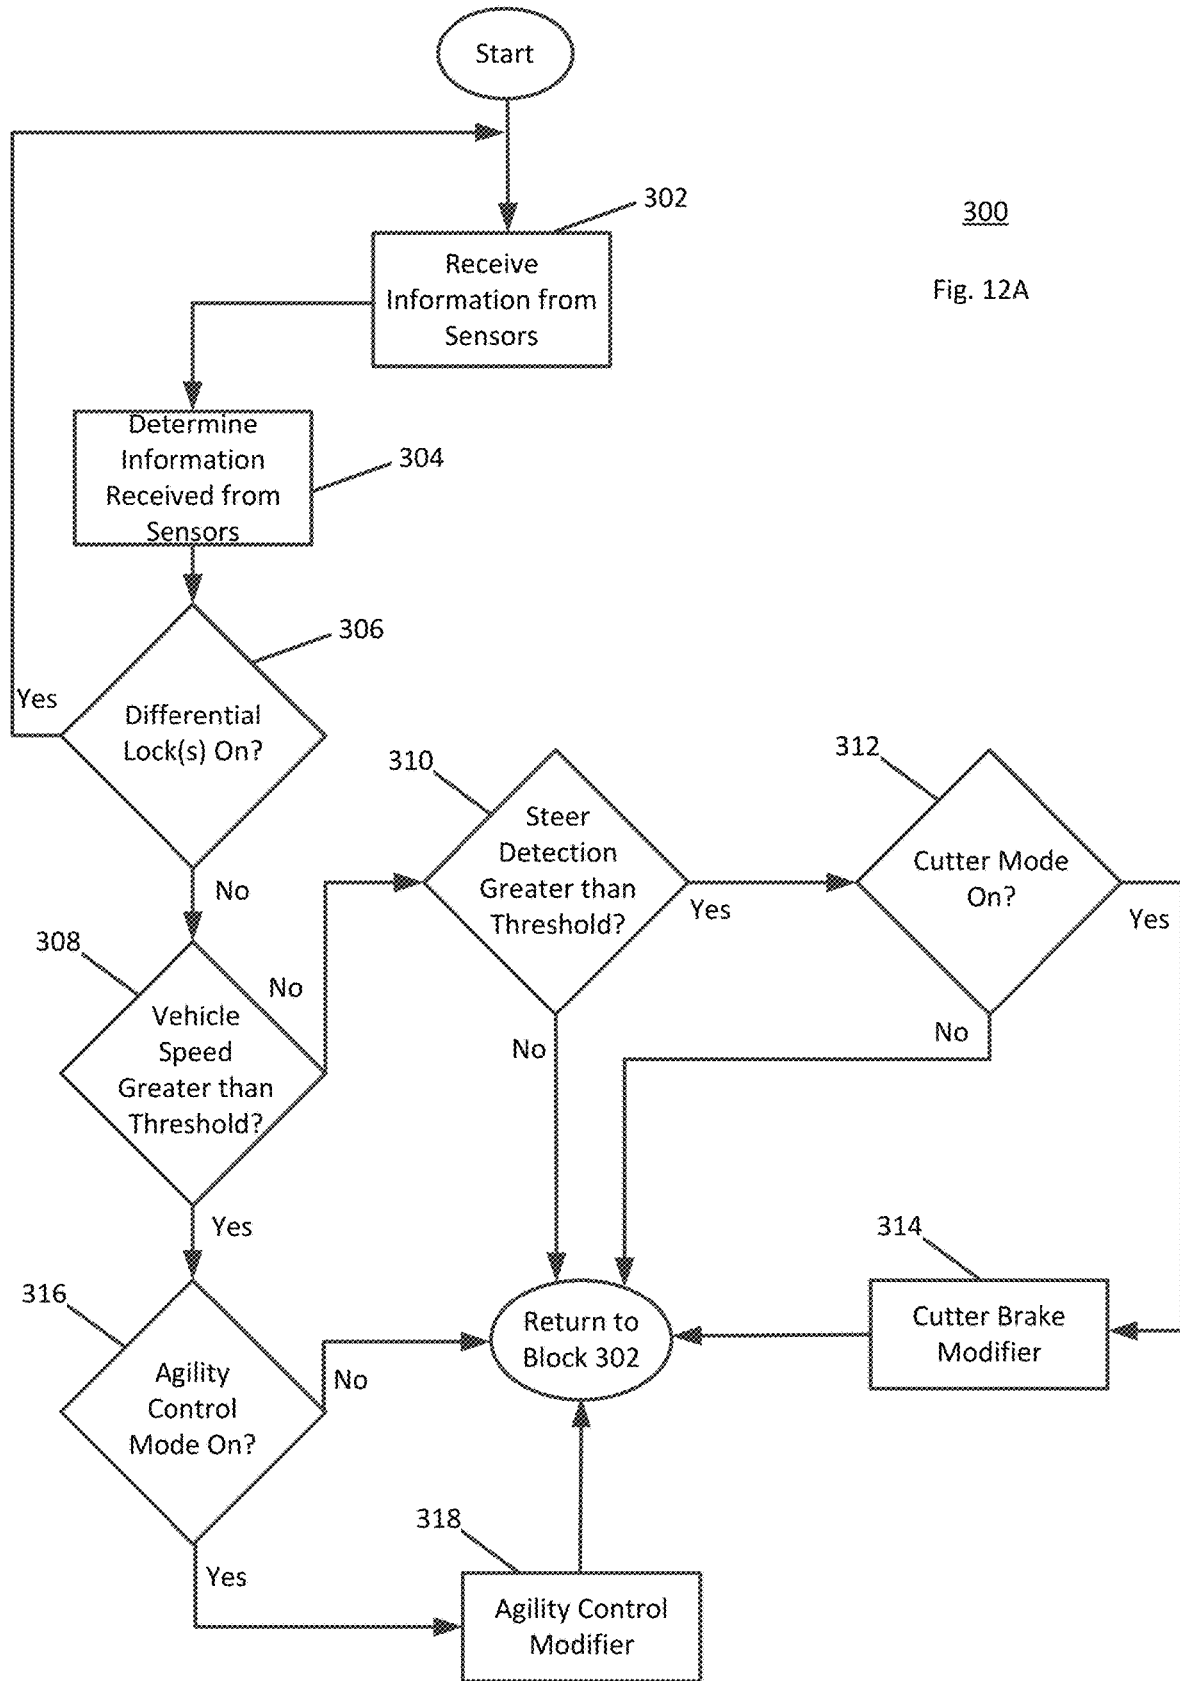 Start
302
300
Receive
Information from
Sensors
Fig. 12A
Determine
Information
Received from
Sensors
304
306
Yes
Differential
Lock(s) On?
No
310
Steer
Detection
Greater than
Threshold?
Yes
312
Cutter Mode
On?
Yes
308
No
Vehicle
Speed
Greater than
Threshold?
No
No
Yes
316
Agility
Control
Mode On?
No
Return to
Block 302
314
Cutter Brake
Modifier
Yes
318
Agility Control
Modifier